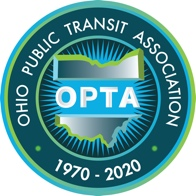 OHIO PUBLIC TRANSIT ASSOCIATION
OPTA
• 1970 - 2020 •